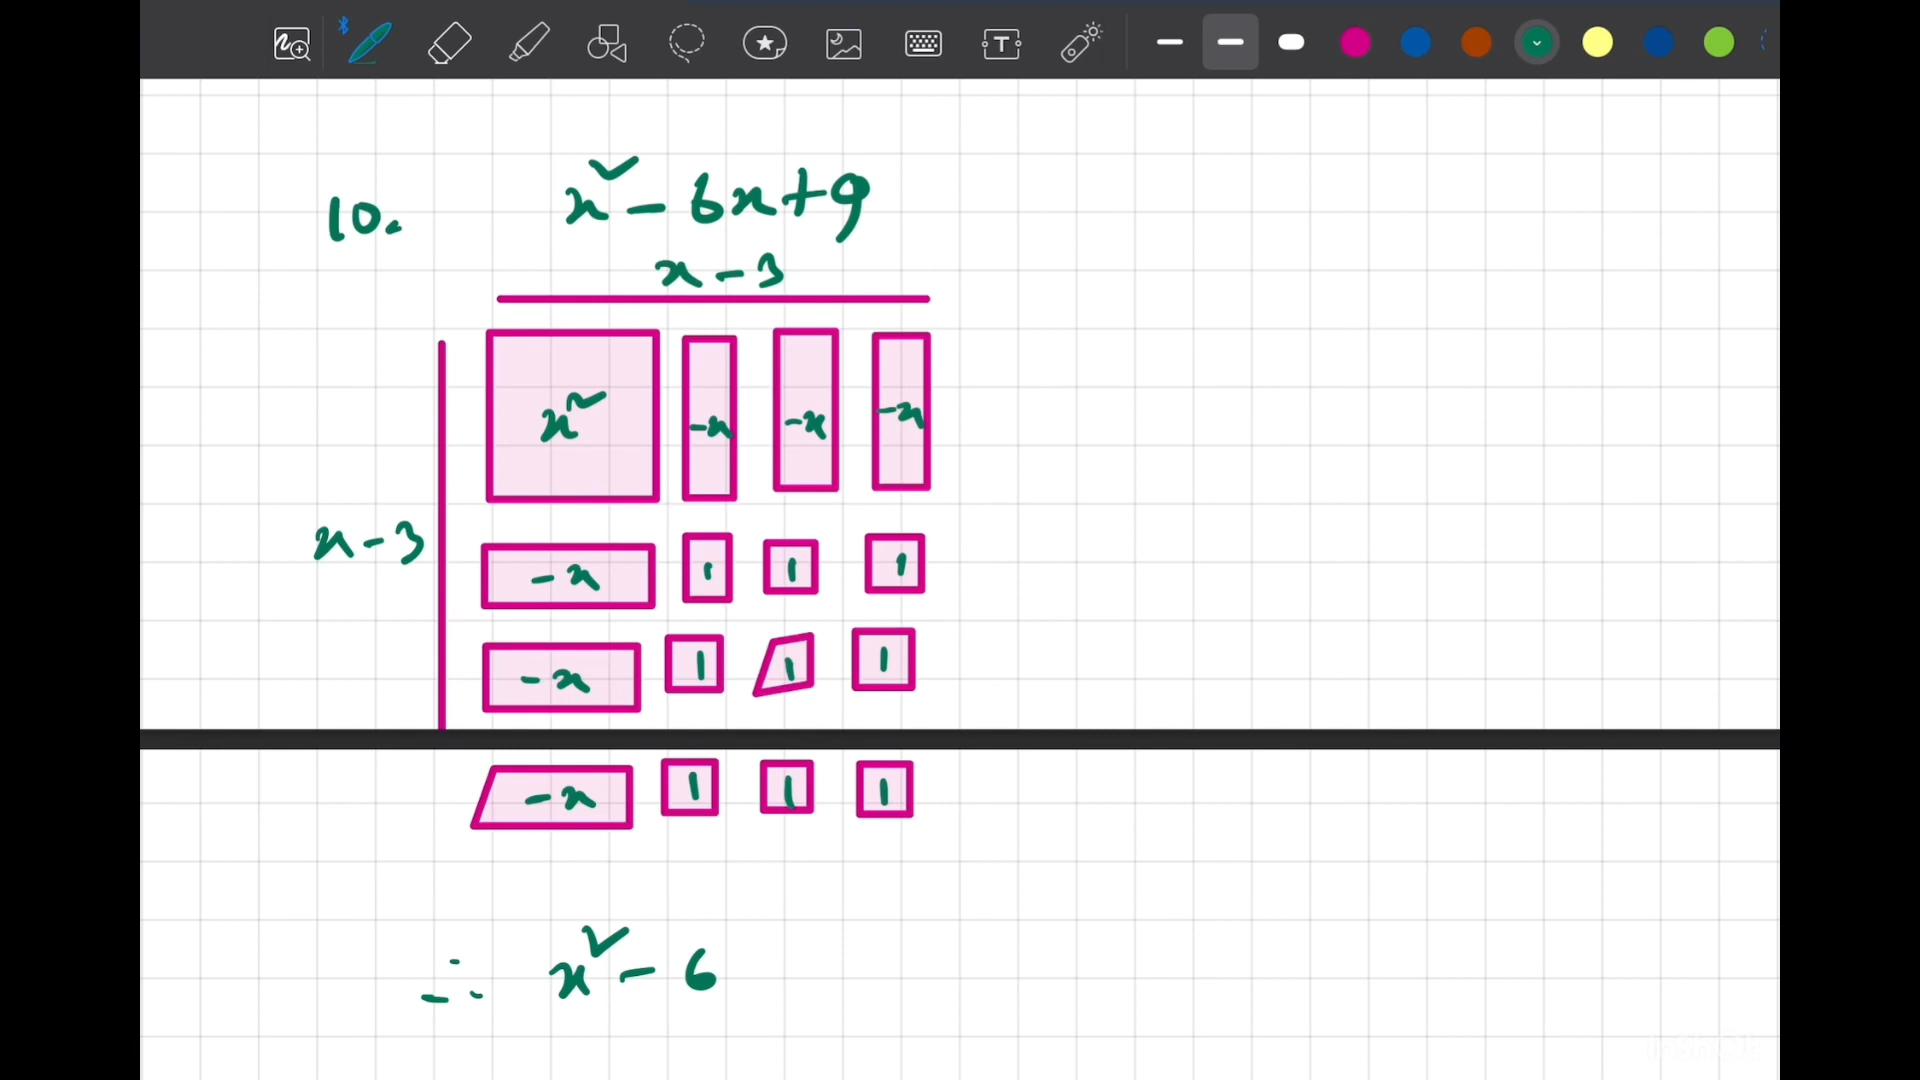 10. x² - 6x + 9
x - 3
x² -x -x -x
x - 3
-x 1 1 1
-x 1 1 1
-x 1 1 1
∴ x² - 6